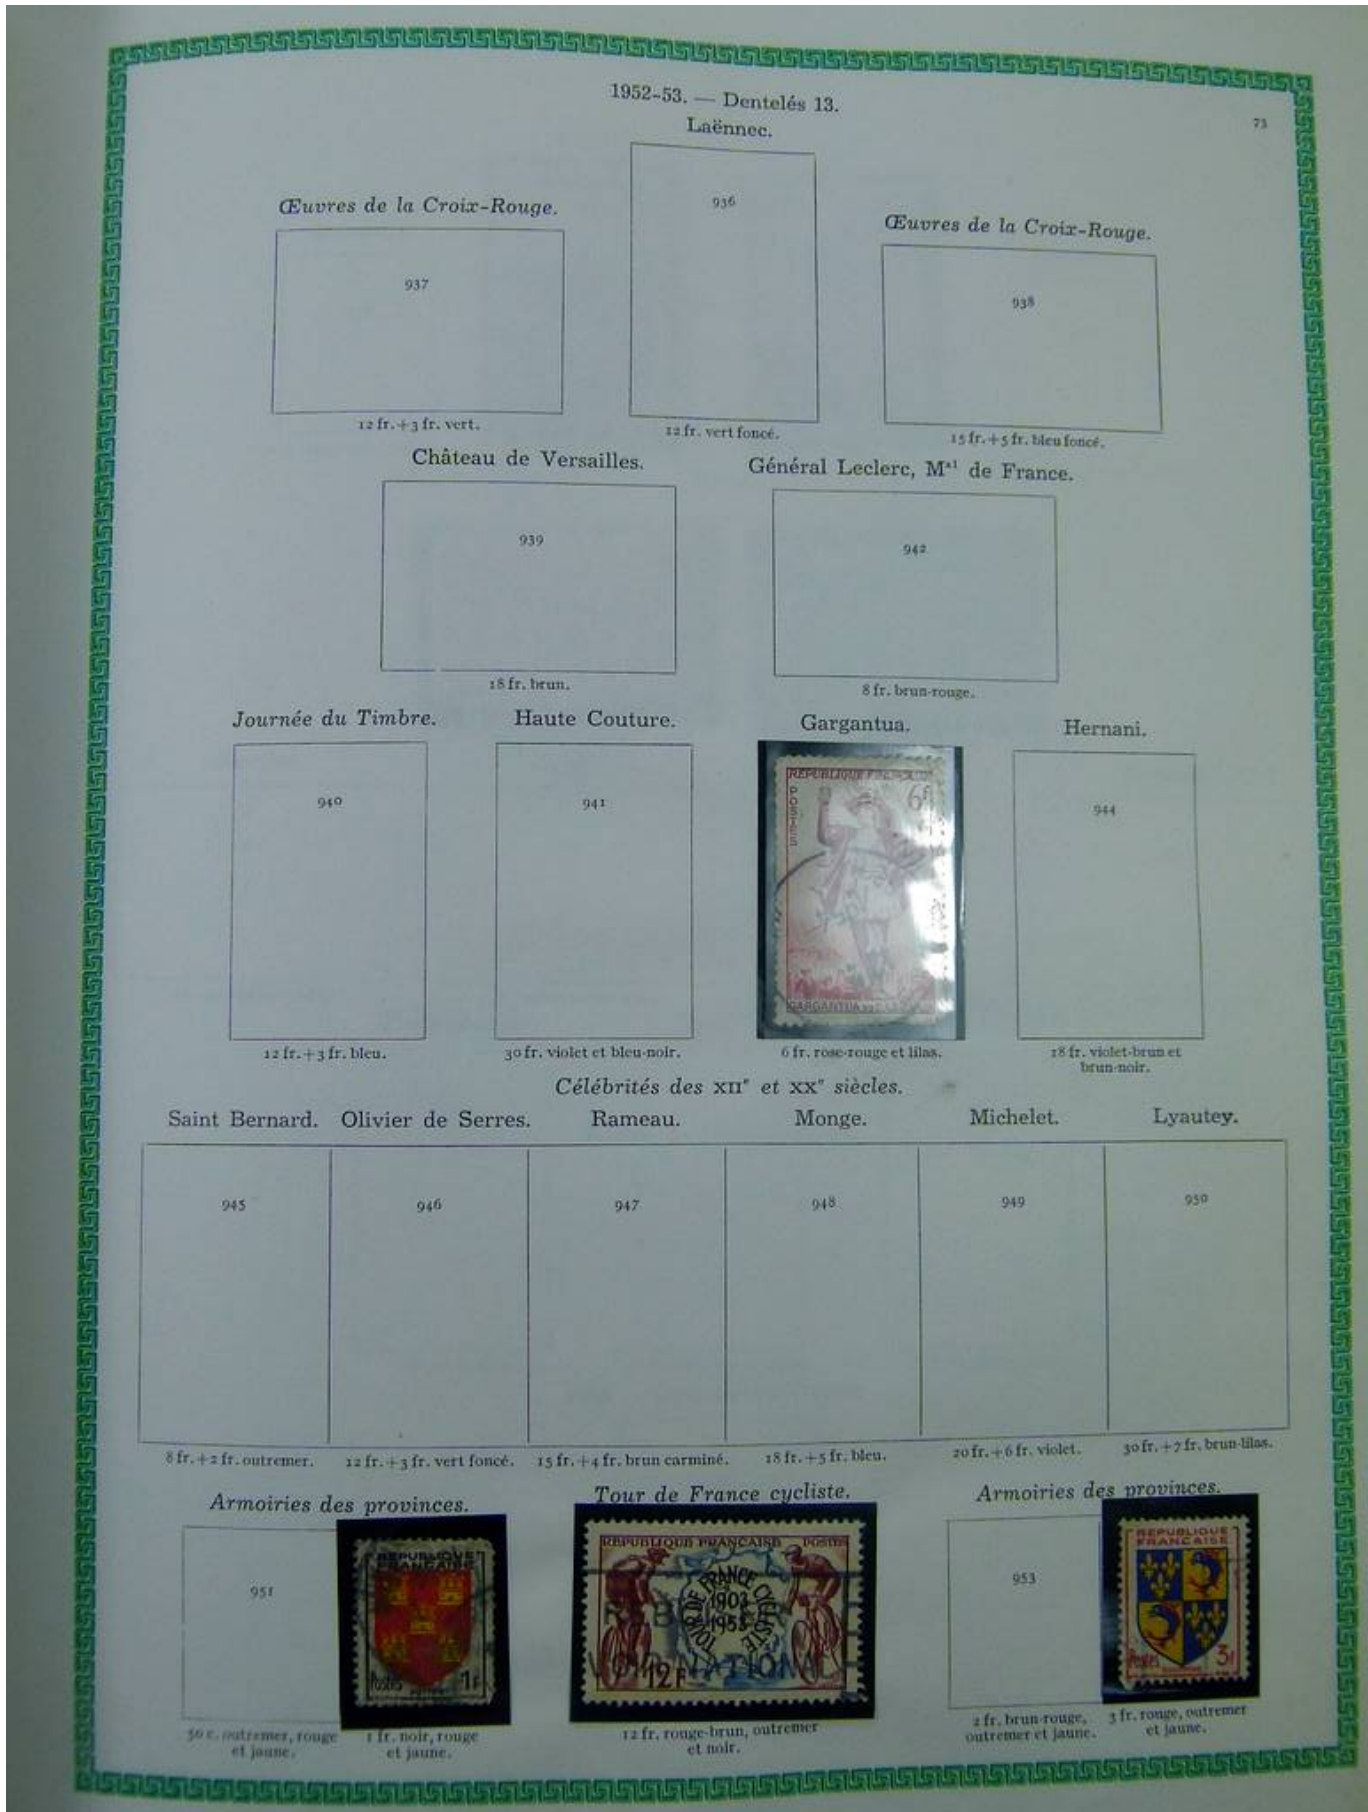 1952-53. — Dentelés 13.
73
Laënnec.
936
12 fr. vert foncé.
Œuvres de la Croix-Rouge.
937
12 fr.+3 fr. vert.
Œuvres de la Croix-Rouge.
938
15 fr.+5 fr. bleu foncé.
Château de Versailles.
939
18 fr. brun.
Général Leclerc, Mal de France.
942
8 fr. brun-rouge.
Journée du Timbre.
940
12 fr.+3 fr. bleu.
Haute Couture.
941
30 fr. violet et bleu-noir.
Gargantua.
REPUBLIQUE FRANÇAISE
POSTES
6f
GARGANTUA
6 fr. rose-rouge et lilas.
Hernani.
944
18 fr. violet-brun et
brun-noir.
Célébrités des XIIe et XXe siècles.
Saint Bernard. Olivier de Serres. Rameau. Monge. Michelet. Lyautey.
945 946 947 948 949 950
8 fr.+2 fr. outremer. 12 fr.+3 fr. vert foncé. 15 fr.+4 fr. brun carminé. 18 fr.+5 fr. bleu. 20 fr.+6 fr. violet. 30 fr.+7 fr. brun-lilas.
Armoiries des provinces.
951
50 c. outremer, rouge
et jaune.
REPUBLIQUE
FRANÇAISE
Postes 1F
1 fr. noir, rouge
et jaune.
Tour de France cycliste.
REPUBLIQUE FRANÇAISE POSTES
TOUR DE FRANCE CYCLISTE
1903
1953
12F
12 fr. rouge-brun, outremer
et noir.
Armoiries des provinces.
953
2 fr. brun-rouge,
outremer et jaune.
REPUBLIQUE
FRANÇAISE
Postes 3F
3 fr. rouge, outremer
et jaune.